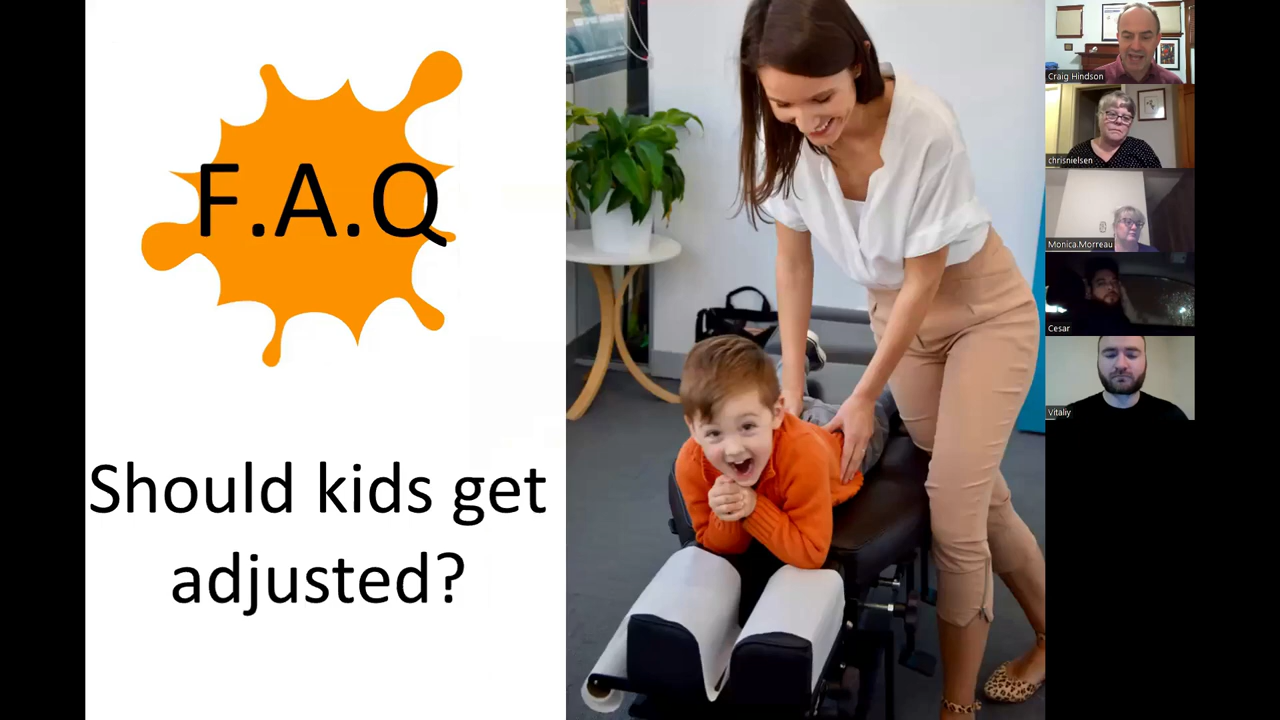 F.A.Q
Should kids get
adjusted?
Craig Hindson
chrisnielsen
Monica.Morreau
Cesar
Vitaliy